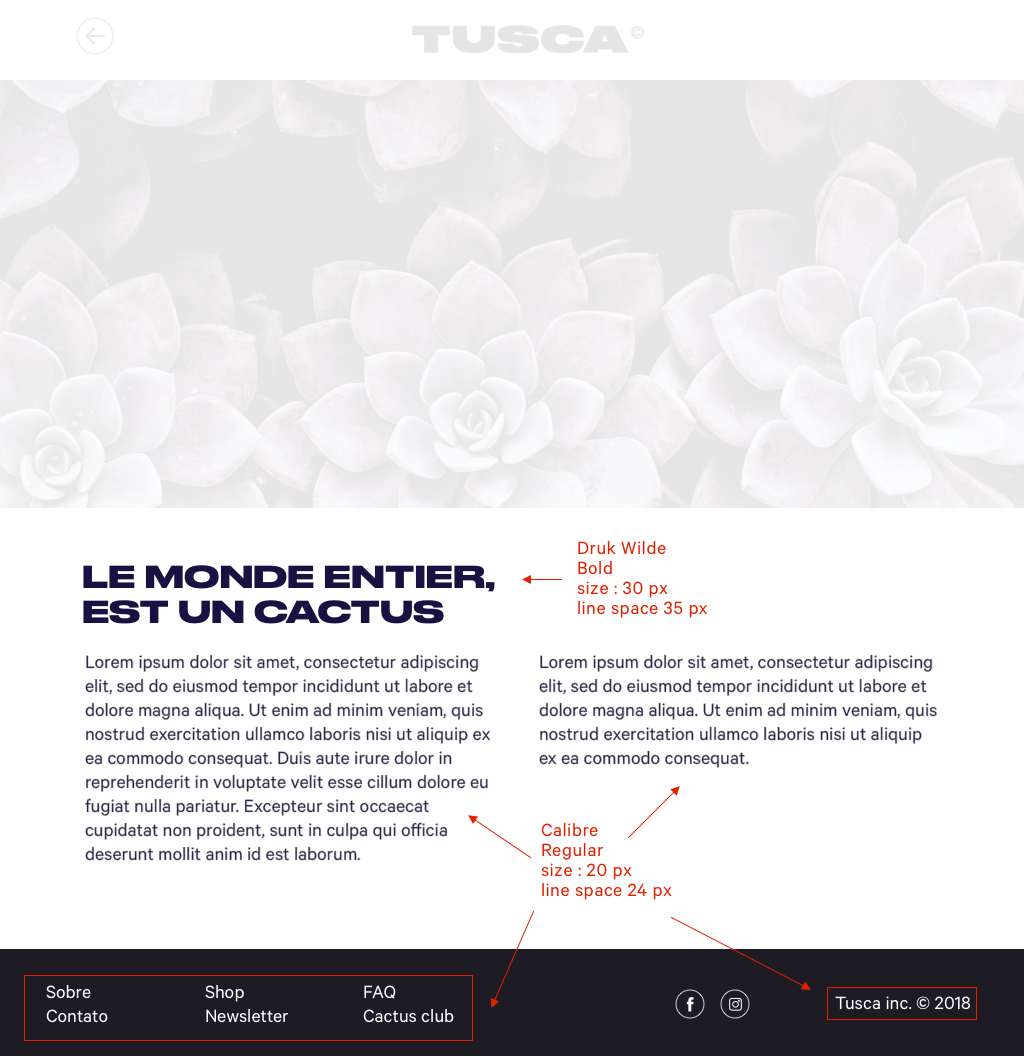 TUSCA©
LE MONDE ENTIER,
EST UN CACTUS
Druk Wilde
Bold
size : 30 px
line space 35 px
Lorem ipsum dolor sit amet, consectetur adipiscing
elit, sed do eiusmod tempor incididunt ut labore et
dolore magna aliqua. Ut enim ad minim veniam, quis
nostrud exercitation ullamco laboris nisi ut aliquip ex
ea commodo consequat. Duis aute irure dolor in
reprehenderit in voluptate velit esse cillum dolore eu
fugiat nulla pariatur. Excepteur sint occaecat
cupidatat non proident, sunt in culpa qui officia
deserunt mollit anim id est laborum.
Lorem ipsum dolor sit amet, consectetur adipiscing
elit, sed do eiusmod tempor incididunt ut labore et
dolore magna aliqua. Ut enim ad minim veniam, quis
nostrud exercitation ullamco laboris nisi ut aliquip
ex ea commodo consequat.
Calibre
Regular
size : 20 px
line space 24 px
Sobre
Contato
Shop
Newsletter
FAQ
Cactus club
Tusca inc. © 2018